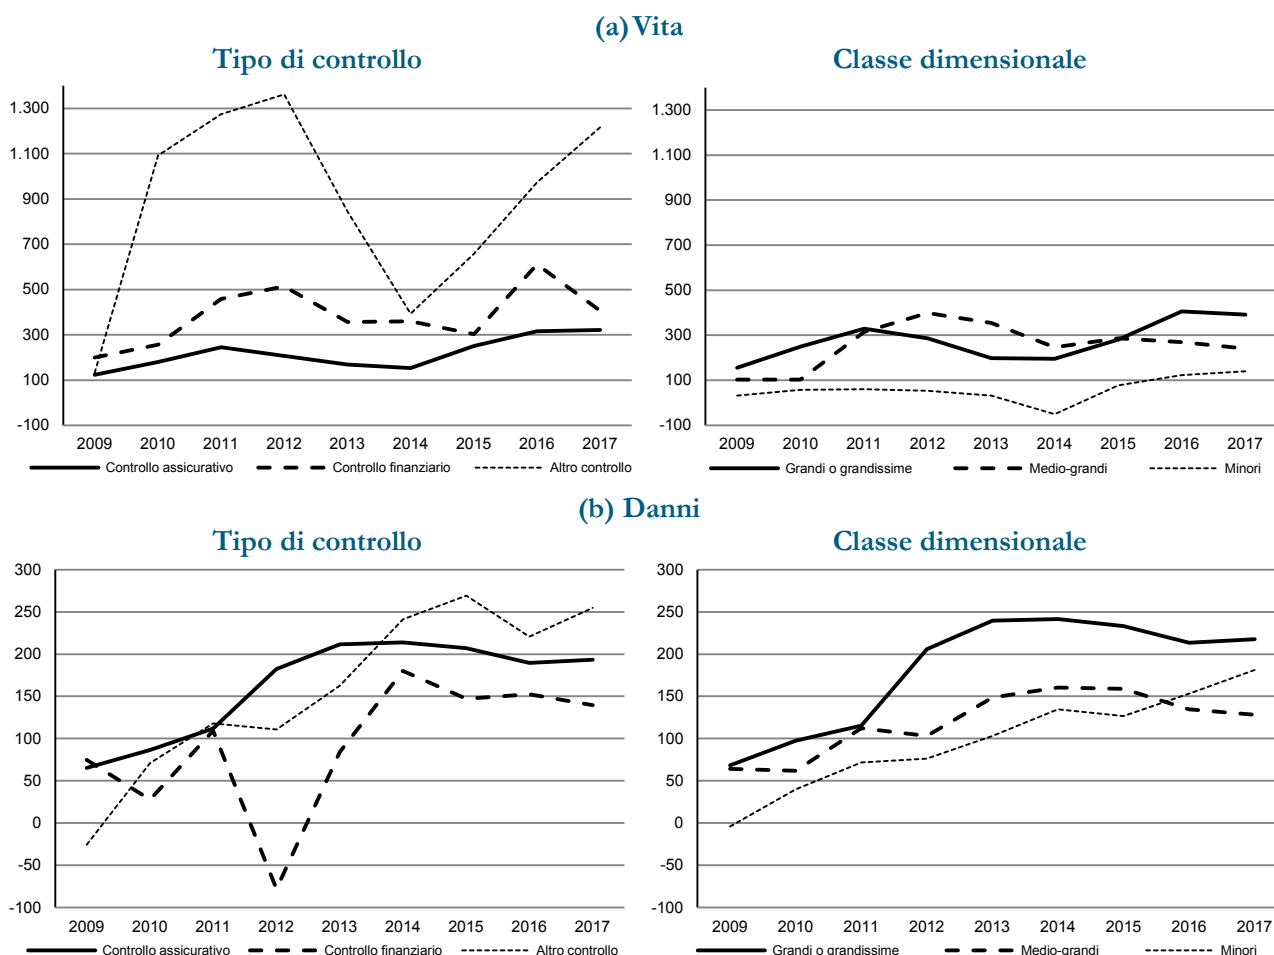 (a) Vita
Tipo di controllo
1.300
1.100
900
700
500
300
100
-100
2009 2010 2011 2012 2013 2014 2015 2016 2017
Controllo assicurativo Controllo finanziario Altro controllo
Classe dimensionale
1.300
1.100
900
700
500
300
100
-100
2009 2010 2011 2012 2013 2014 2015 2016 2017
Grandi o grandissime Medio-grandi Minori
(b) Danni
Tipo di controllo
300
250
200
150
100
50
0
-50
-100
2009 2010 2011 2012 2013 2014 2015 2016 2017
Controllo assicurativo Controllo finanziario Altro controllo
Classe dimensionale
300
250
200
150
100
50
0
-50
-100
2009 2010 2011 2012 2013 2014 2015 2016 2017
Grandi o grandissime Medio-grandi Minori